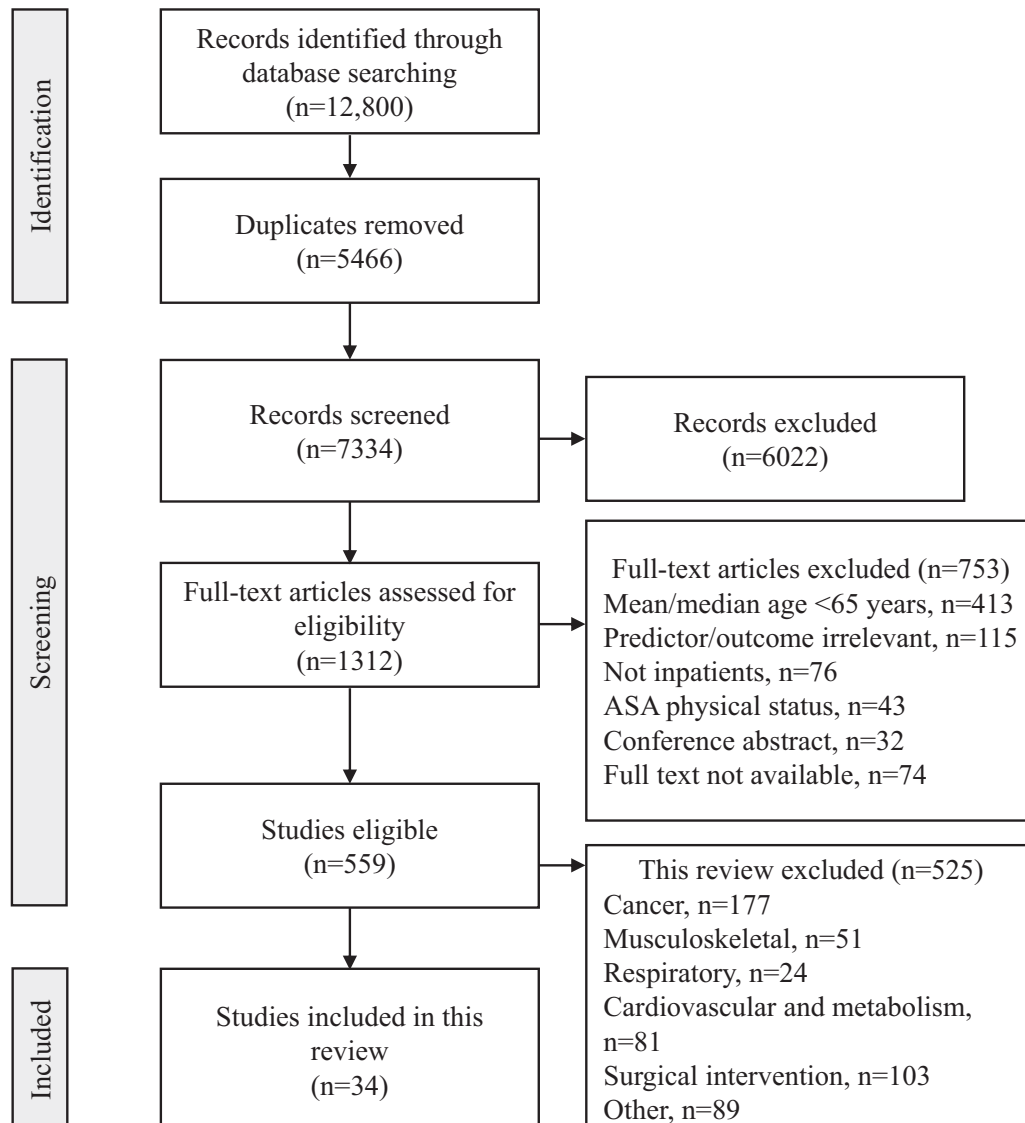 Identification
Records identified through
database searching
(n=12,800)
Duplicates removed
(n=5466)
Screening
Records screened
(n=7334)
Records excluded
(n=6022)
Full-text articles assessed for
eligibility
(n=1312)
Full-text articles excluded (n=753)
Mean/median age <65 years, n=413
Predictor/outcome irrelevant, n=115
Not inpatients, n=76
ASA physical status, n=43
Conference abstract, n=32
Full text not available, n=74
Studies eligible
(n=559)
This review excluded (n=525)
Cancer, n=177
Musculoskeletal, n=51
Respiratory, n=24
Cardiovascular and metabolism,
n=81
Surgical intervention, n=103
Other, n=89
Included
Studies included in this
review
(n=34)